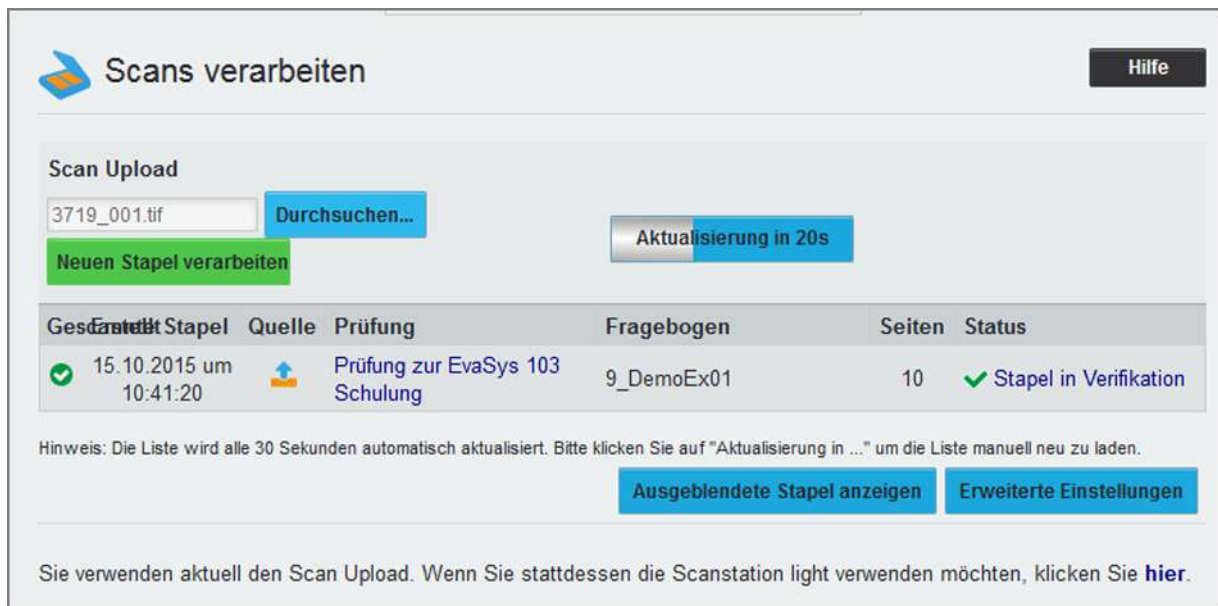 Scans verarbeiten
Hilfe
Scan Upload
3719_001.tif
Durchsuchen...
Aktualisierung in 20s
Neuen Stapel verarbeiten
Gescannt Erstellt Stapel Quelle Prüfung Fragebogen Seiten Status
15.10.2015 um
10:41:20
Prüfung zur EvaSys 103
Schulung
9_DemoEx01
10
Stapel in Verifikation
Hinweis: Die Liste wird alle 30 Sekunden automatisch aktualisiert. Bitte klicken Sie auf "Aktualisierung in ..." um die Liste manuell neu zu laden.
Ausgeblendete Stapel anzeigen
Erweiterte Einstellungen
Sie verwenden aktuell den Scan Upload. Wenn Sie stattdessen die Scanstation light verwenden möchten, klicken Sie hier.